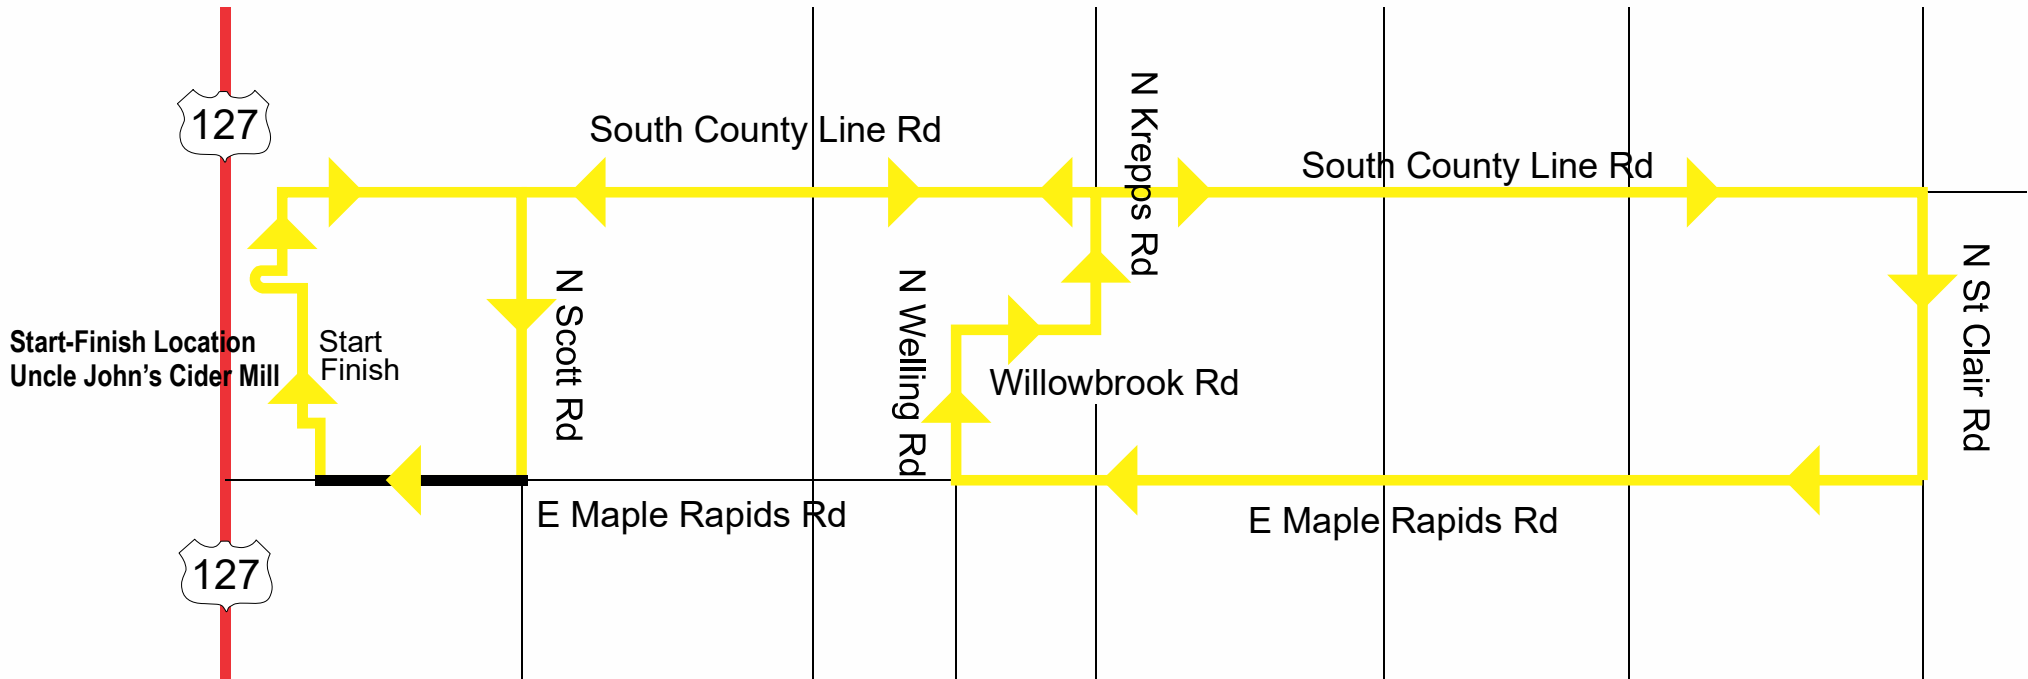 127
South County Line Rd
N Krepps Rd
South County Line Rd
N Scott Rd
N Welling Rd
N St Clair Rd
Start-Finish Location
Uncle John's Cider Mill
Start
Finish
Willowbrook Rd
E Maple Rapids Rd
E Maple Rapids Rd
127